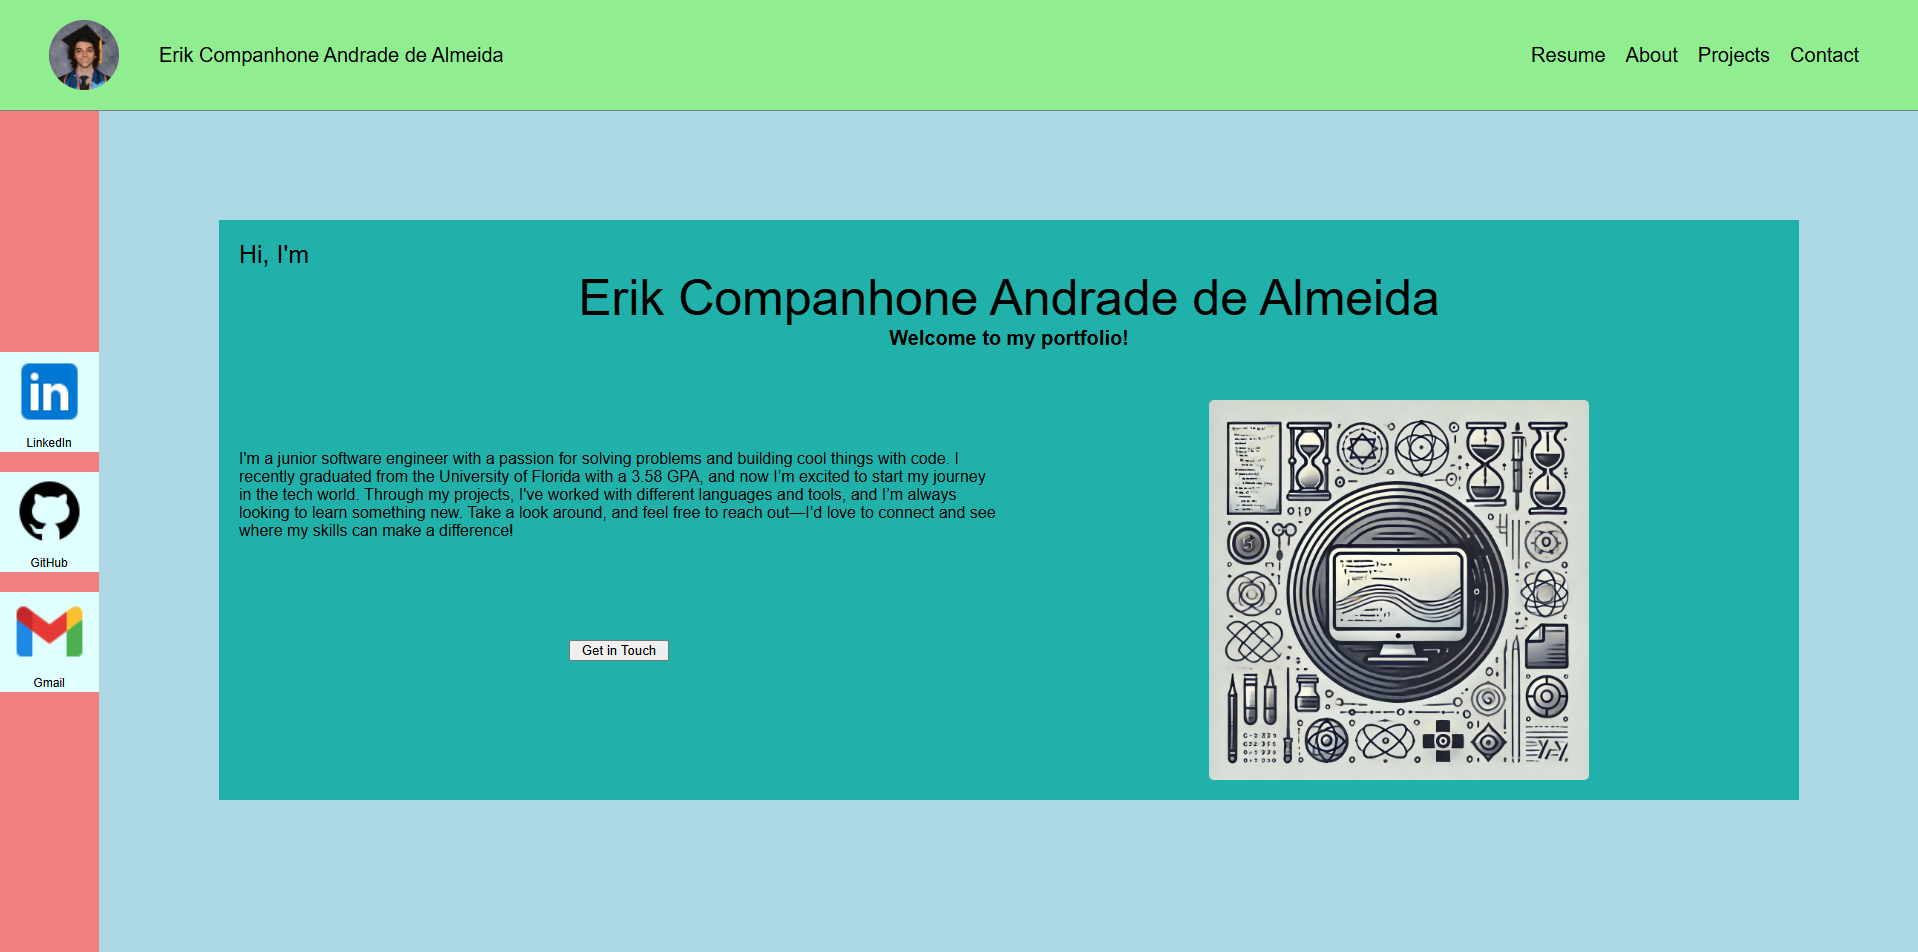 Erik Companhone Andrade de Almeida
Resume About Projects Contact
Hi, I'm
Erik Companhone Andrade de Almeida
Welcome to my portfolio!
in
LinkedIn
GitHub
Gmail
I'm a junior software engineer with a passion for solving problems and building cool things with code. I
recently graduated from the University of Florida with a 3.58 GPA, and now I’m excited to start my journey
in the tech world. Through my projects, I've worked with different languages and tools, and I’m always
looking to learn something new. Take a look around, and feel free to reach out—I’d love to connect and see
where my skills can make a difference!
Get in Touch